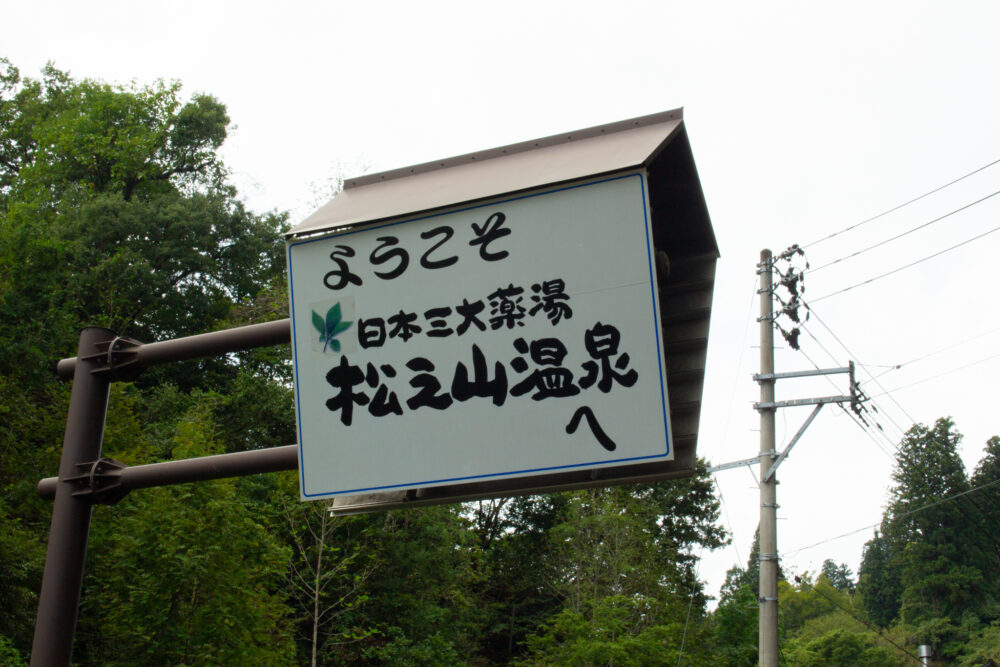 ようこそ
日本三大薬湯
松之山温泉
へ